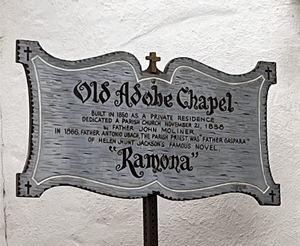 Old Adobe Chapel
BUILT IN 1850 AS A PRIVATE RESIDENCE
DEDICATED A PARISH CHURCH NOVEMBER 21, 1858
by FATHER JOHN MOLINER.
IN 1866, FATHER ANTONIO UBACH THE PARISH PRIEST, WAS "FATHER GASPARA"
OF HELEN HUNT JACKSON'S FAMOUS NOVEL.
"Ramona"